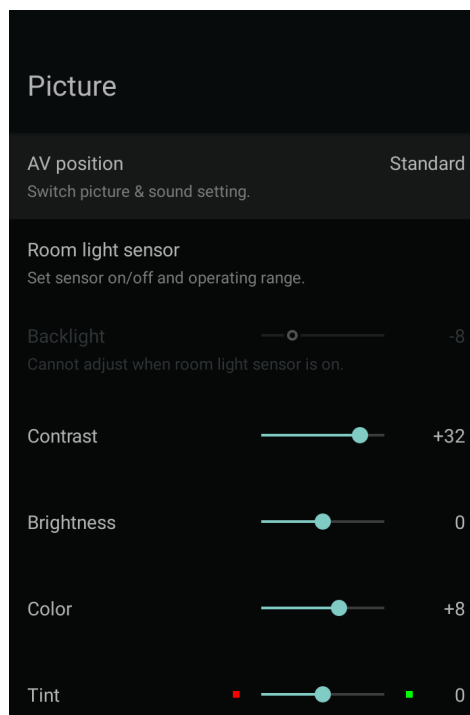 Picture
AV position Standard
Switch picture & sound setting.
Room light sensor
Set sensor on/off and operating range.
Backlight -8
Cannot adjust when room light sensor is on.
Contrast +32
Brightness 0
Color +8
Tint 0